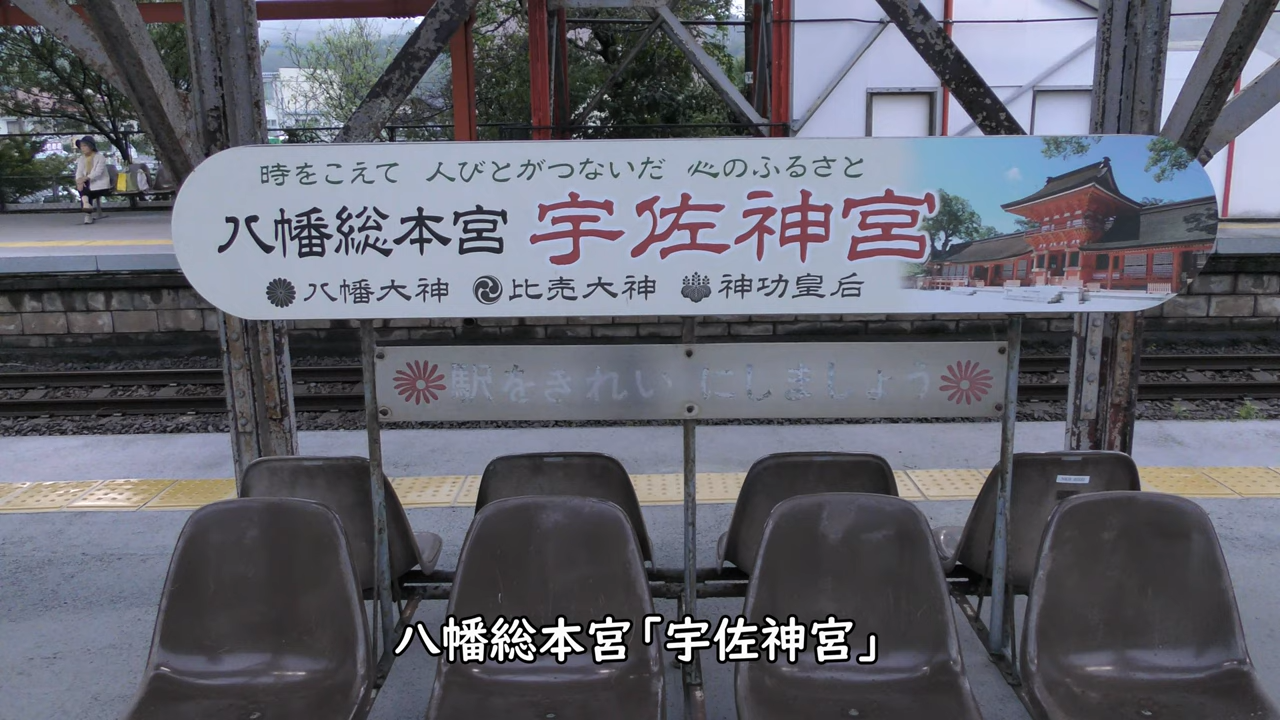 時をこえて 人びとがつないだ 心のふるさと
八幡総本宮 宇佐神宮
八幡大神 比売大神 神功皇后
駅をきれいにしましょう
八幡総本宮「宇佐神宮」